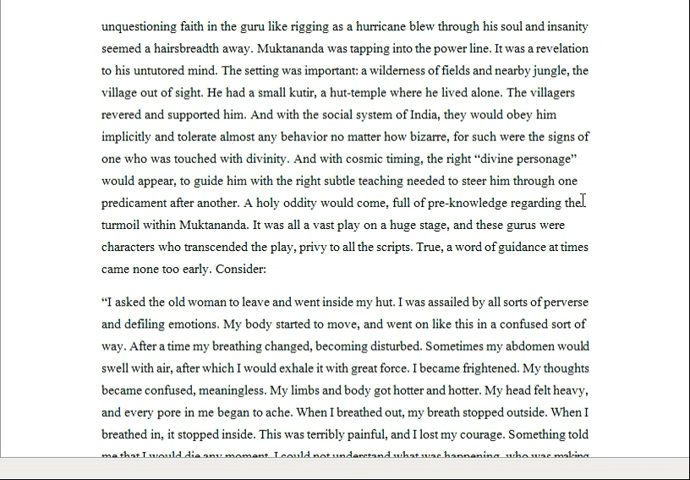 unquestioning faith in the guru like rigging as a hurricane blew through his soul and insanity
seemed a hairsbreadth away. Muktananda was tapping into the power line. It was a revelation
to his untutored mind. The setting was important: a wilderness of fields and nearby jungle, the
village out of sight. He had a small kutir, a hut-temple where he lived alone. The villagers
revered and supported him. And with the social system of India, they would obey him
implicitly and tolerate almost any behavior no matter how bizarre, for such were the signs of
one who was touched with divinity. And with cosmic timing, the right “divine personage”
would appear, to guide him with the right subtle teaching needed to steer him through one
predicament after another. A holy oddity would come, full of pre-knowledge regarding the
turmoil within Muktananda. It was all a vast play on a huge stage, and these gurus were
characters who transcended the play, privy to all the scripts. True, a word of guidance at times
came none too early. Consider:
“I asked the old woman to leave and went inside my hut. I was assailed by all sorts of perverse
and defiling emotions. My body started to move, and went on like this in a confused sort of
way. After a time my breathing changed, becoming disturbed. Sometimes my abdomen would
swell with air, after which I would exhale it with great force. I became frightened. My thoughts
became confused, meaningless. My limbs and body got hotter and hotter. My head felt heavy,
and every pore in me began to ache. When I breathed out, my breath stopped outside. When I
breathed in, it stopped inside. This was terribly painful, and I lost my courage. Something told
me that I would die any moment. I could not understand what was happening, who was making